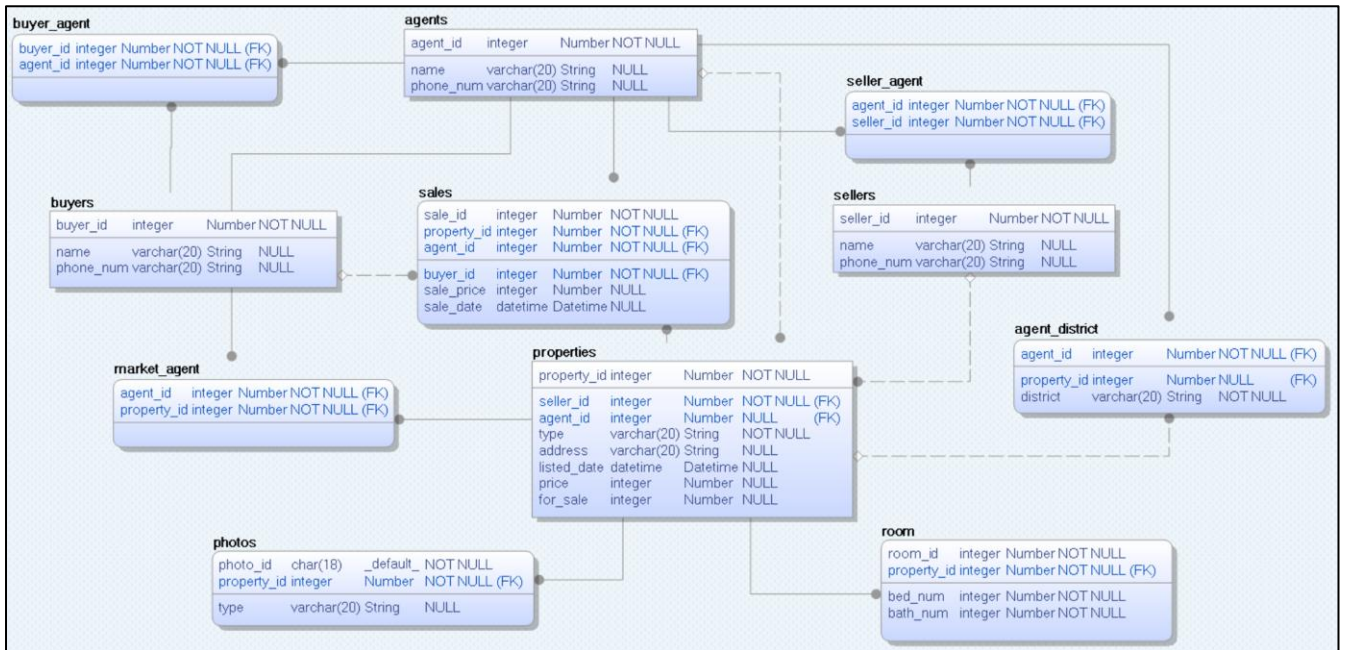 buyer_agent
buyer_id integer Number NOT NULL (FK)
agent_id integer Number NOT NULL (FK)
agents
agent_id integer Number NOT NULL
name varchar(20) String NULL
phone_num varchar(20) String NULL
seller_agent
agent_id integer Number NOT NULL (FK)
seller_id integer Number NOT NULL (FK)
buyers
buyer_id integer Number NOT NULL
name varchar(20) String NULL
phone_num varchar(20) String NULL
sales
sale_id integer Number NOT NULL
property_id integer Number NOT NULL (FK)
agent_id integer Number NOT NULL (FK)
buyer_id integer Number NOT NULL (FK)
sale_price integer Number NULL
sale_date datetime Datetime NULL
sellers
seller_id integer Number NOT NULL
name varchar(20) String NULL
phone_num varchar(20) String NULL
market_agent
agent_id integer Number NOT NULL (FK)
property_id integer Number NOT NULL (FK)
properties
property_id integer Number NOT NULL
seller_id integer Number NOT NULL (FK)
agent_id integer Number NULL (FK)
type varchar(20) String NOT NULL
address varchar(20) String NULL
listed_date datetime Datetime NULL
price integer Number NULL
for_sale integer Number NULL
agent_district
agent_id integer Number NOT NULL (FK)
property_id integer Number NULL (FK)
district varchar(20) String NOT NULL
photos
photo_id char(18) _default_ NOT NULL
property_id integer Number NOT NULL (FK)
type varchar(20) String NULL
room
room_id integer Number NOT NULL
property_id integer Number NOT NULL (FK)
bed_num integer Number NOT NULL
bath_num integer Number NOT NULL